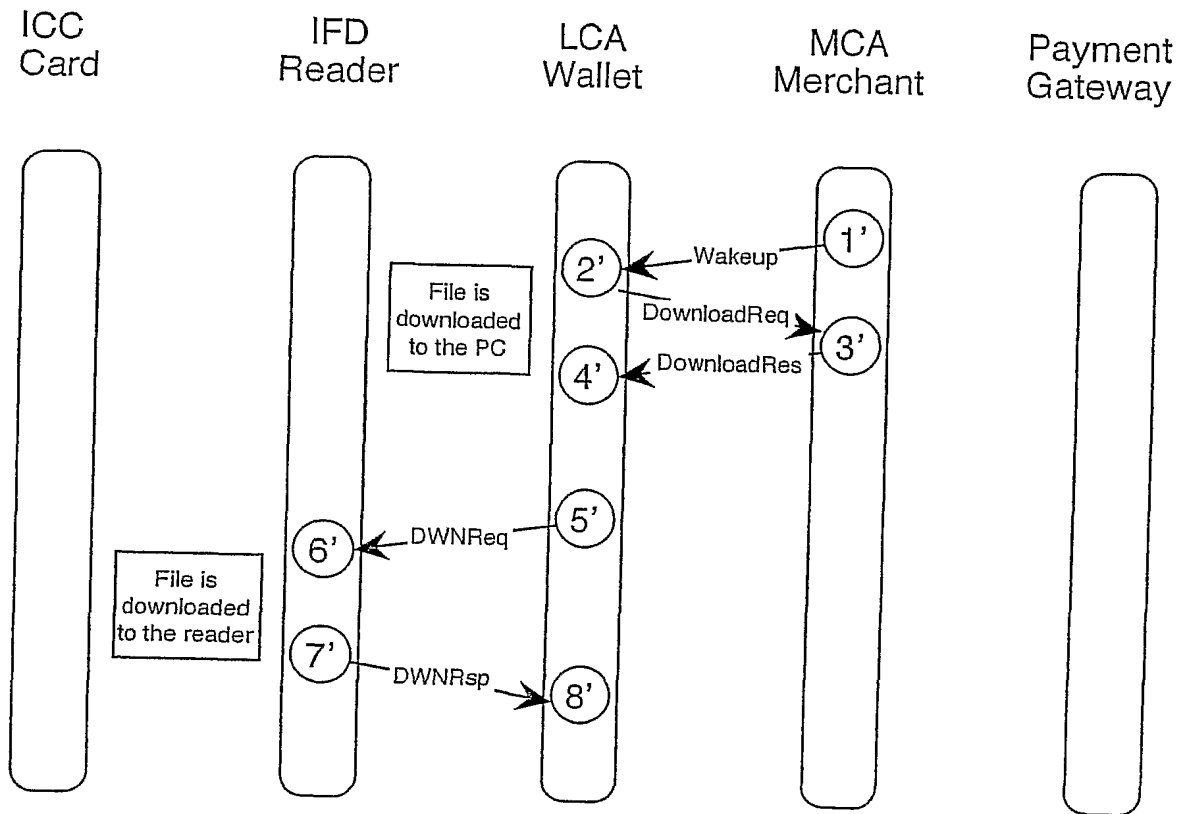 ICC
Card
IFD
Reader
LCA
Wallet
MCA
Merchant
Payment
Gateway
1'
Wakeup
2'
File is
downloaded
to the PC
DownloadReq
3'
DownloadRes
4'
5'
DWNReq
6'
File is
downloaded
to the reader
7'
DWNRsp
8'